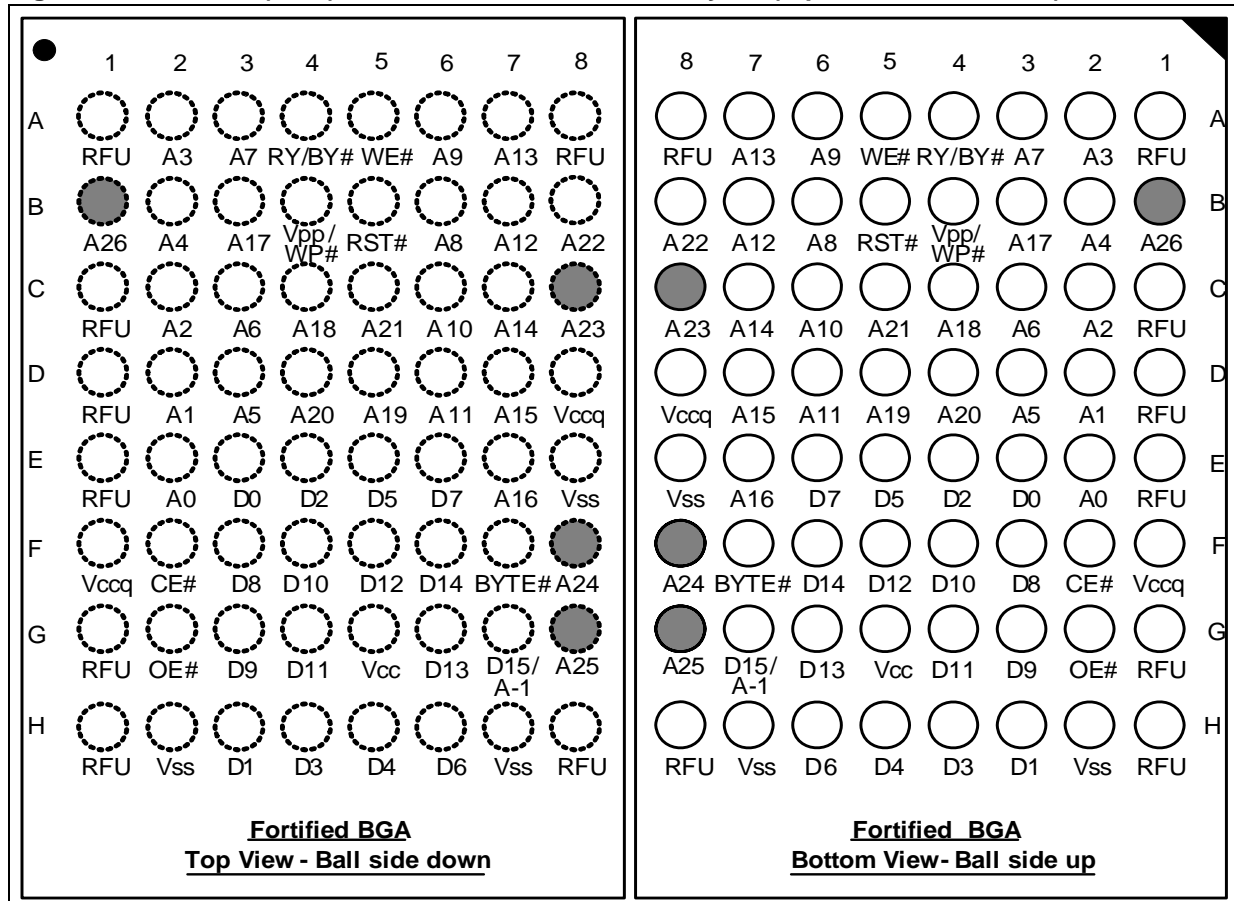 1 2 3 4 5 6 7 8
A
RFU A3 A7 RY/BY# WE# A9 A13 RFU
B
A26 A4 A17 Vpp/ WP# RST# A8 A12 A22
C
RFU A2 A6 A18 A21 A10 A14 A23
D
RFU A1 A5 A20 A19 A11 A15 Vccq
E
RFU A0 D0 D2 D5 D7 A16 Vss
F
Vccq CE# D8 D10 D12 D14 BYTE# A24
G
RFU OE# D9 D11 Vcc D13 D15/ A-1 A25
H
RFU Vss D1 D3 D4 D6 Vss RFU
Fortified BGA
Top View - Ball side down
8 7 6 5 4 3 2 1
A
RFU A13 A9 WE# RY/BY# A7 A3 RFU
B
A22 A12 A8 RST# Vpp/ WP# A17 A4 A26
C
A23 A14 A10 A21 A18 A6 A2 RFU
D
Vccq A15 A11 A19 A20 A5 A1 RFU
E
Vss A16 D7 D5 D2 D0 A0 RFU
F
A24 BYTE# D14 D12 D10 D8 CE# Vccq
G
A25 D15/ A-1 D13 Vcc D11 D9 OE# RFU
H
RFU Vss D6 D4 D3 D1 Vss RFU
Fortified BGA
Bottom View- Ball side up